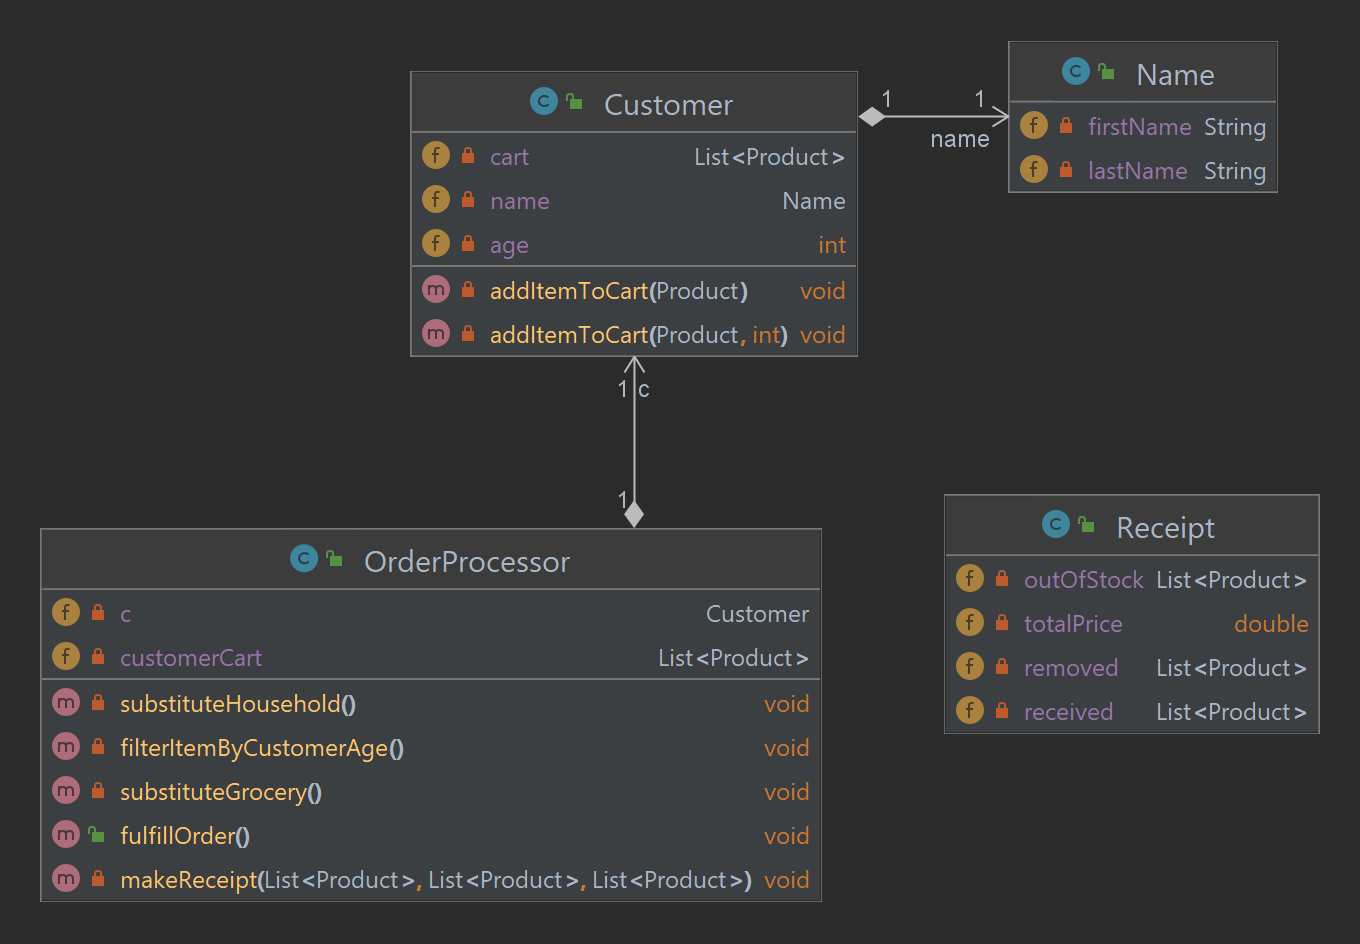 Customer
cart List<Product>
name Name
age int
addItemToCart(Product) void
addItemToCart(Product, int) void
1 1
name
Name
firstName String
lastName String
1 c
1
OrderProcessor
c Customer
customerCart List<Product>
substituteHousehold() void
filterItemByCustomerAge() void
substituteGrocery() void
fulfillOrder() void
makeReceipt(List<Product>, List<Product>, List<Product>) void
Receipt
outOfStock List<Product>
totalPrice double
removed List<Product>
received List<Product>